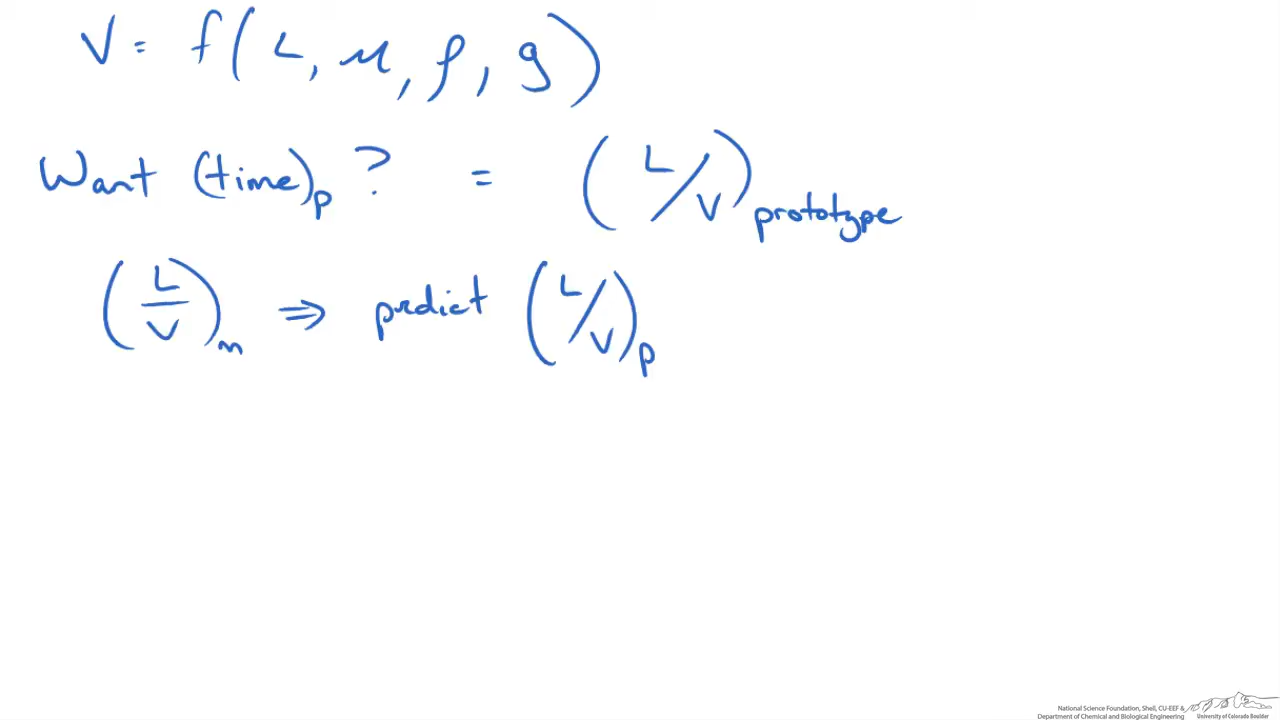 V = f(L, μ, ρ, g)
Want (time)p ? = (L/V)prototype
(L/V)m ⇒ predict (L/V)p
National Science Foundation, Shell, CU-EEF &
Department of Chemical and Biological Engineering
University of Colorado Boulder